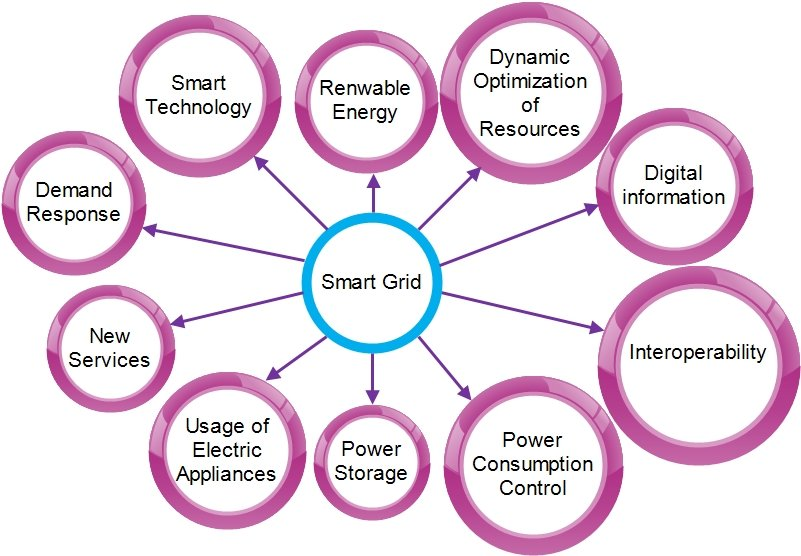 Smart
Technology
Renwable
Energy
Dynamic
Optimization
of
Resources
Demand
Response
Digital
information
Smart Grid
New
Services
Interoperability
Usage of
Electric
Appliances
Power
Storage
Power
Consumption
Control